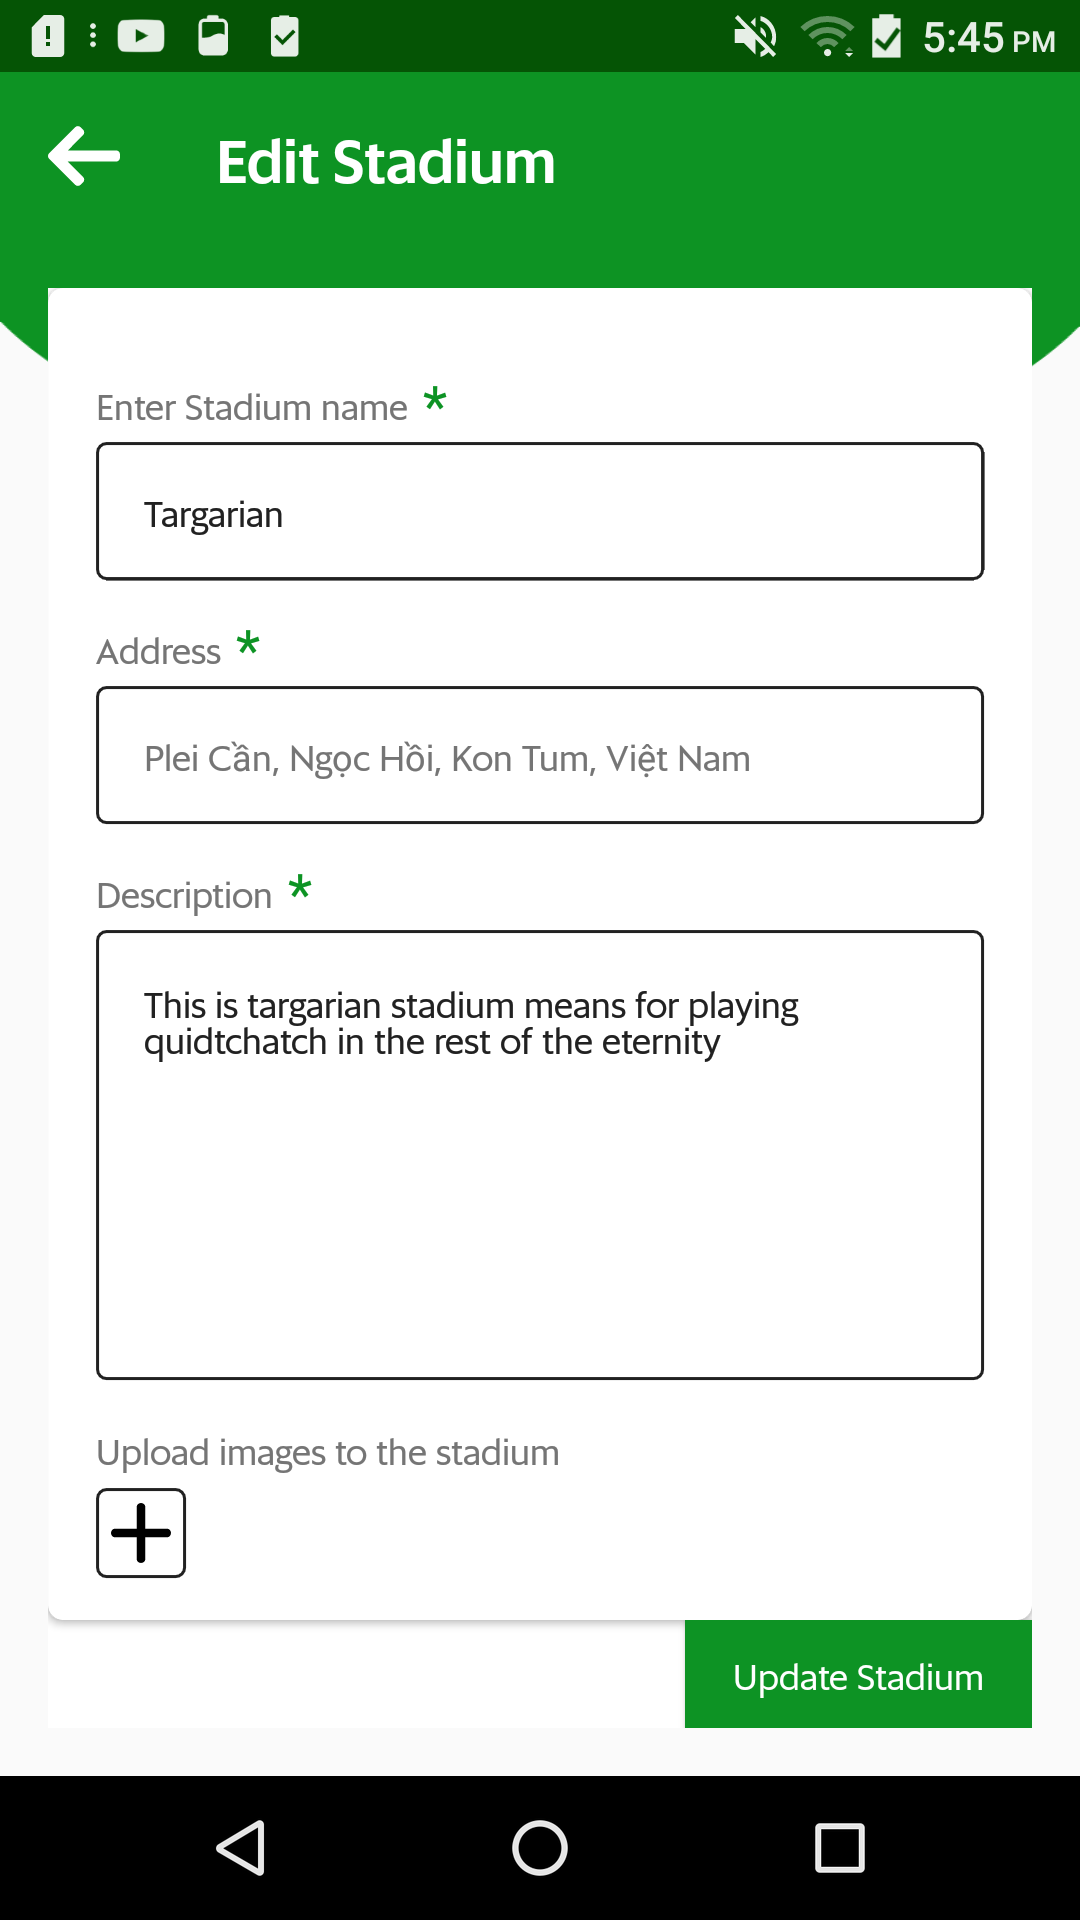 5:45 PM
Edit Stadium
Enter Stadium name *
Targarian
Address *
Plei Cần, Ngọc Hồi, Kon Tum, Việt Nam
Description *
This is targarian stadium means for playing
quidtchatch in the rest of the eternity
Upload images to the stadium
Update Stadium